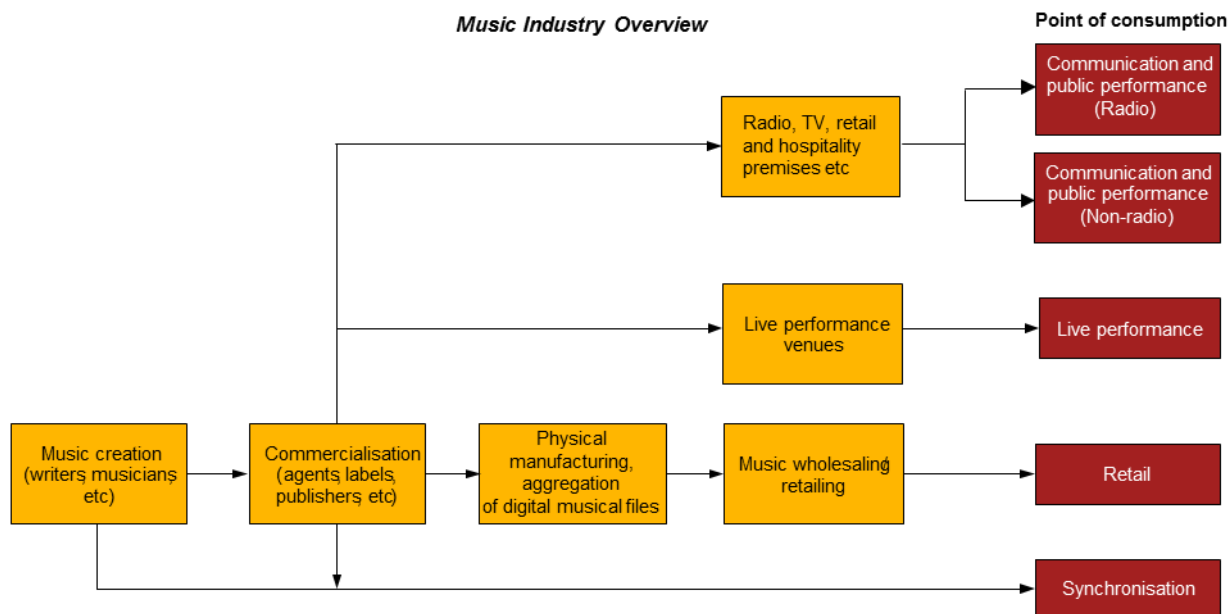 Music Industry Overview
Point of consumption
Communication and
public performance
(Radio)
Radio, TV, retail
and hospitality
premises etc
Communication and
public performance
(Non-radio)
Live performance
venues
Live performance
Music creation
(writers, musicians,
etc)
Commercialisation
(agents, labels,
publishers, etc)
Physical
manufacturing,
aggregation
of digital musical files
Music wholesaling/
retailing
Retail
Synchronisation